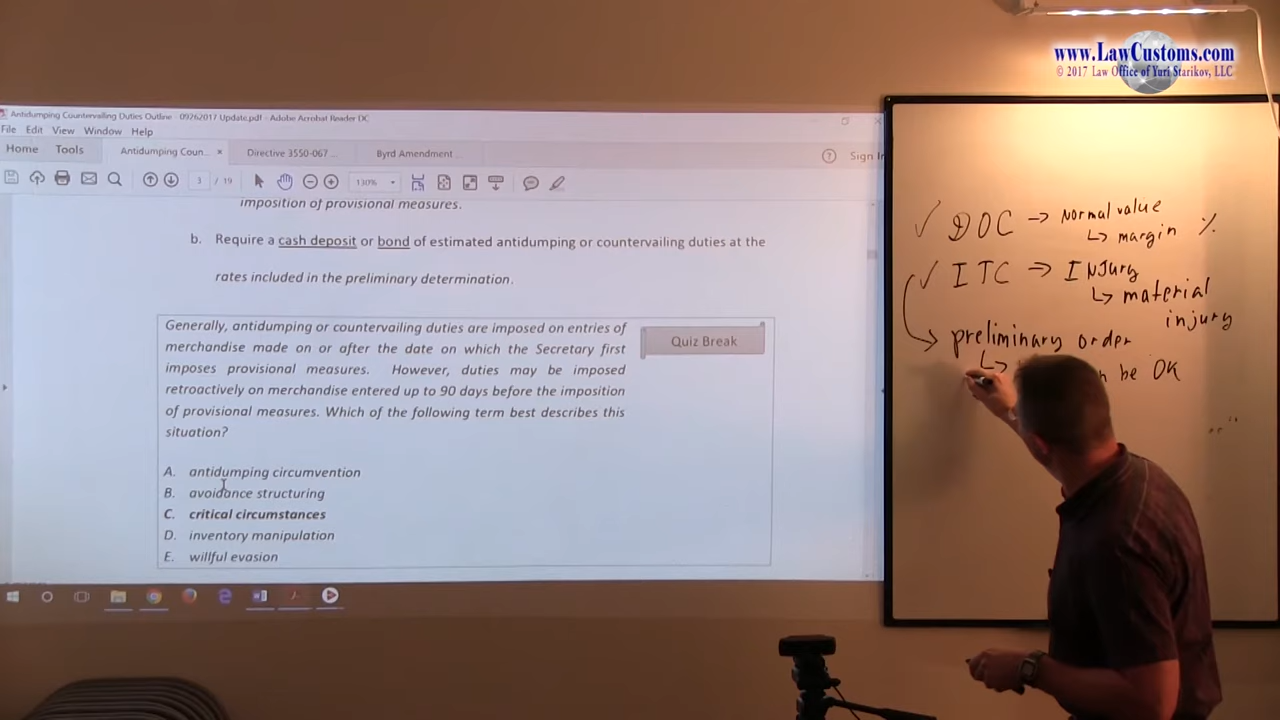 www.LawCustoms.com
© 2017 Law Office of Yuri Starikov, LLC
Antidumping Countervailing Duties Outline - 09262017 Update.pdf - Adobe Acrobat Reader DC
File Edit View Window Help
Home Tools Antidumping Coun... × Directive 3550-067 ... Byrd Amendment ... Sign In
3 / 19 130%
imposition of provisional measures.
b. Require a cash deposit or bond of estimated antidumping or countervailing duties at the
rates included in the preliminary determination.
Generally, antidumping or countervailing duties are imposed on entries of
merchandise made on or after the date on which the Secretary first
imposes provisional measures. However, duties may be imposed
retroactively on merchandise entered up to 90 days before the imposition
of provisional measures. Which of the following term best describes this
situation?
Quiz Break
A. antidumping circumvention
B. avoidance structuring
C. critical circumstances
D. inventory manipulation
E. willful evasion
✓ DOC → Normal value
↳ margin %
✓ ITC → Injury
↳ material
injury
→ preliminary order
↳ be OK